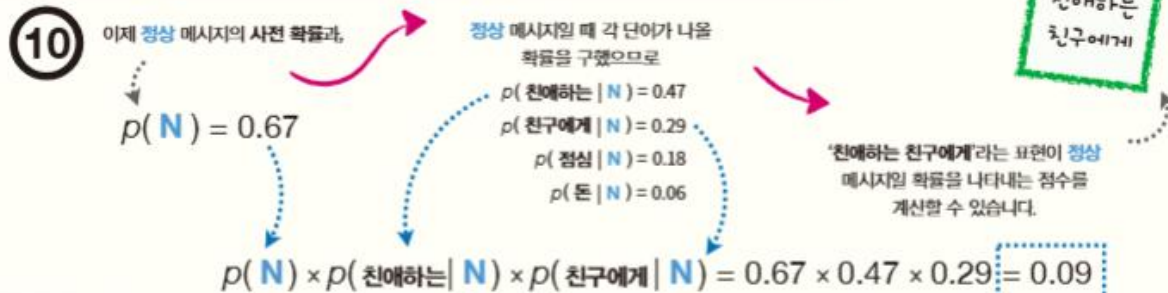 10
이제 정상 메시지의 사전 확률과,
p( N ) = 0.67
정상 메시지일 때 각 단어가 나올
확률을 구했으므로
p( 친애하는 | N ) = 0.47
p( 친구에게 | N ) = 0.29
p( 점심 | N ) = 0.18
p( 돈 | N ) = 0.06
친애하는
친구에게
'친애하는 친구에게'라는 표현이 정상
메시지일 확률을 나타내는 점수를
계산할 수 있습니다.
p( N ) × p( 친애하는| N ) × p( 친구에게 | N ) = 0.67 × 0.47 × 0.29 = 0.09